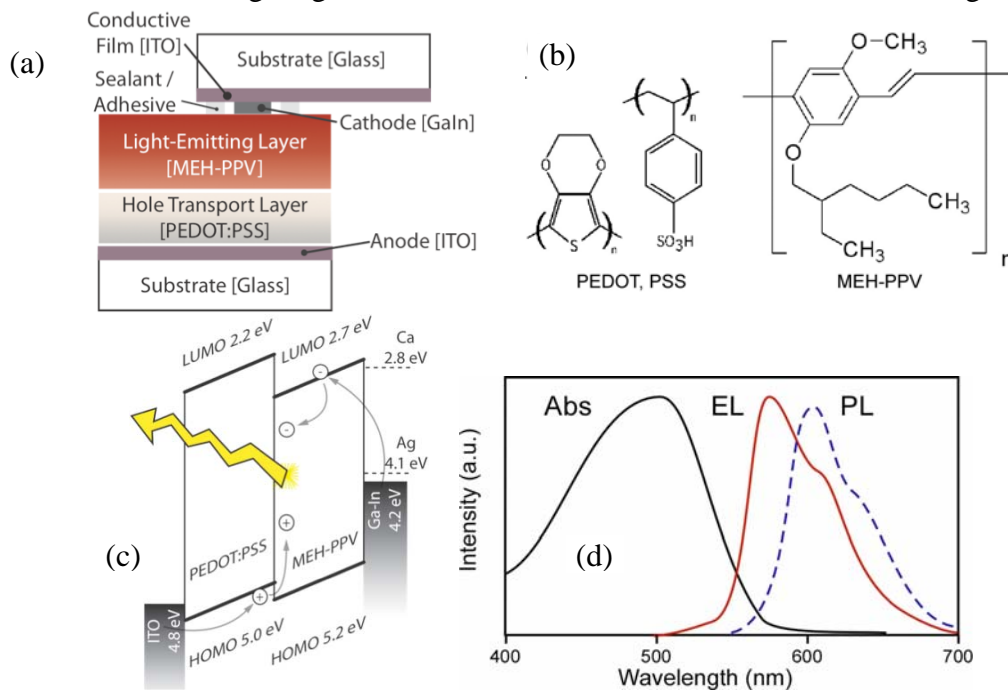 (a)
Conductive
Film [ITO]
Substrate [Glass]
Sealant /
Adhesive
Cathode [GaIn]
Light-Emitting Layer
[MEH-PPV]
Hole Transport Layer
[PEDOT:PSS]
Anode [ITO]
Substrate [Glass]
(b)
O
O
S
n
n
SO₃H
PEDOT, PSS
O-CH₃
O
CH₃
CH₃
n
MEH-PPV
(c)
LUMO 2.2 eV
LUMO 2.7 eV
Ca
2.8 eV
Ag
4.1 eV
Ga-In
4.2 eV
PEDOT:PSS
MEH-PPV
ITO
4.8 eV
HOMO 5.0 eV
HOMO 5.2 eV
(d)
Abs
EL
PL
Intensity (a.u.)
400
500
600
700
Wavelength (nm)